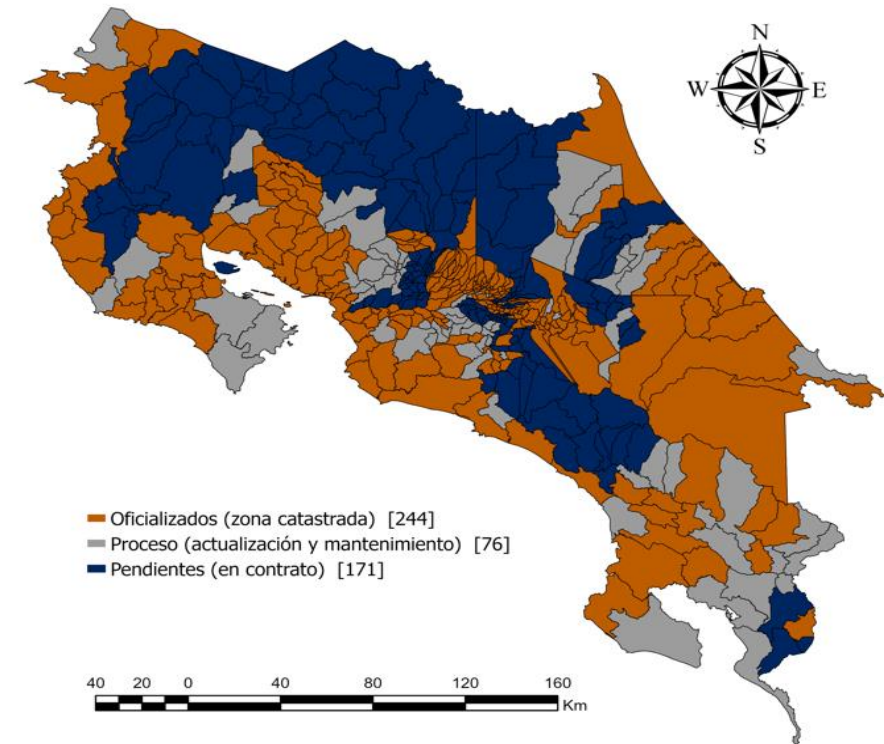 N
W E
S
Oficializados (zona catastrada) [244]
Proceso (actualización y mantenimiento) [76]
Pendientes (en contrato) [171]
40 20 0 40 80 120 160
Km